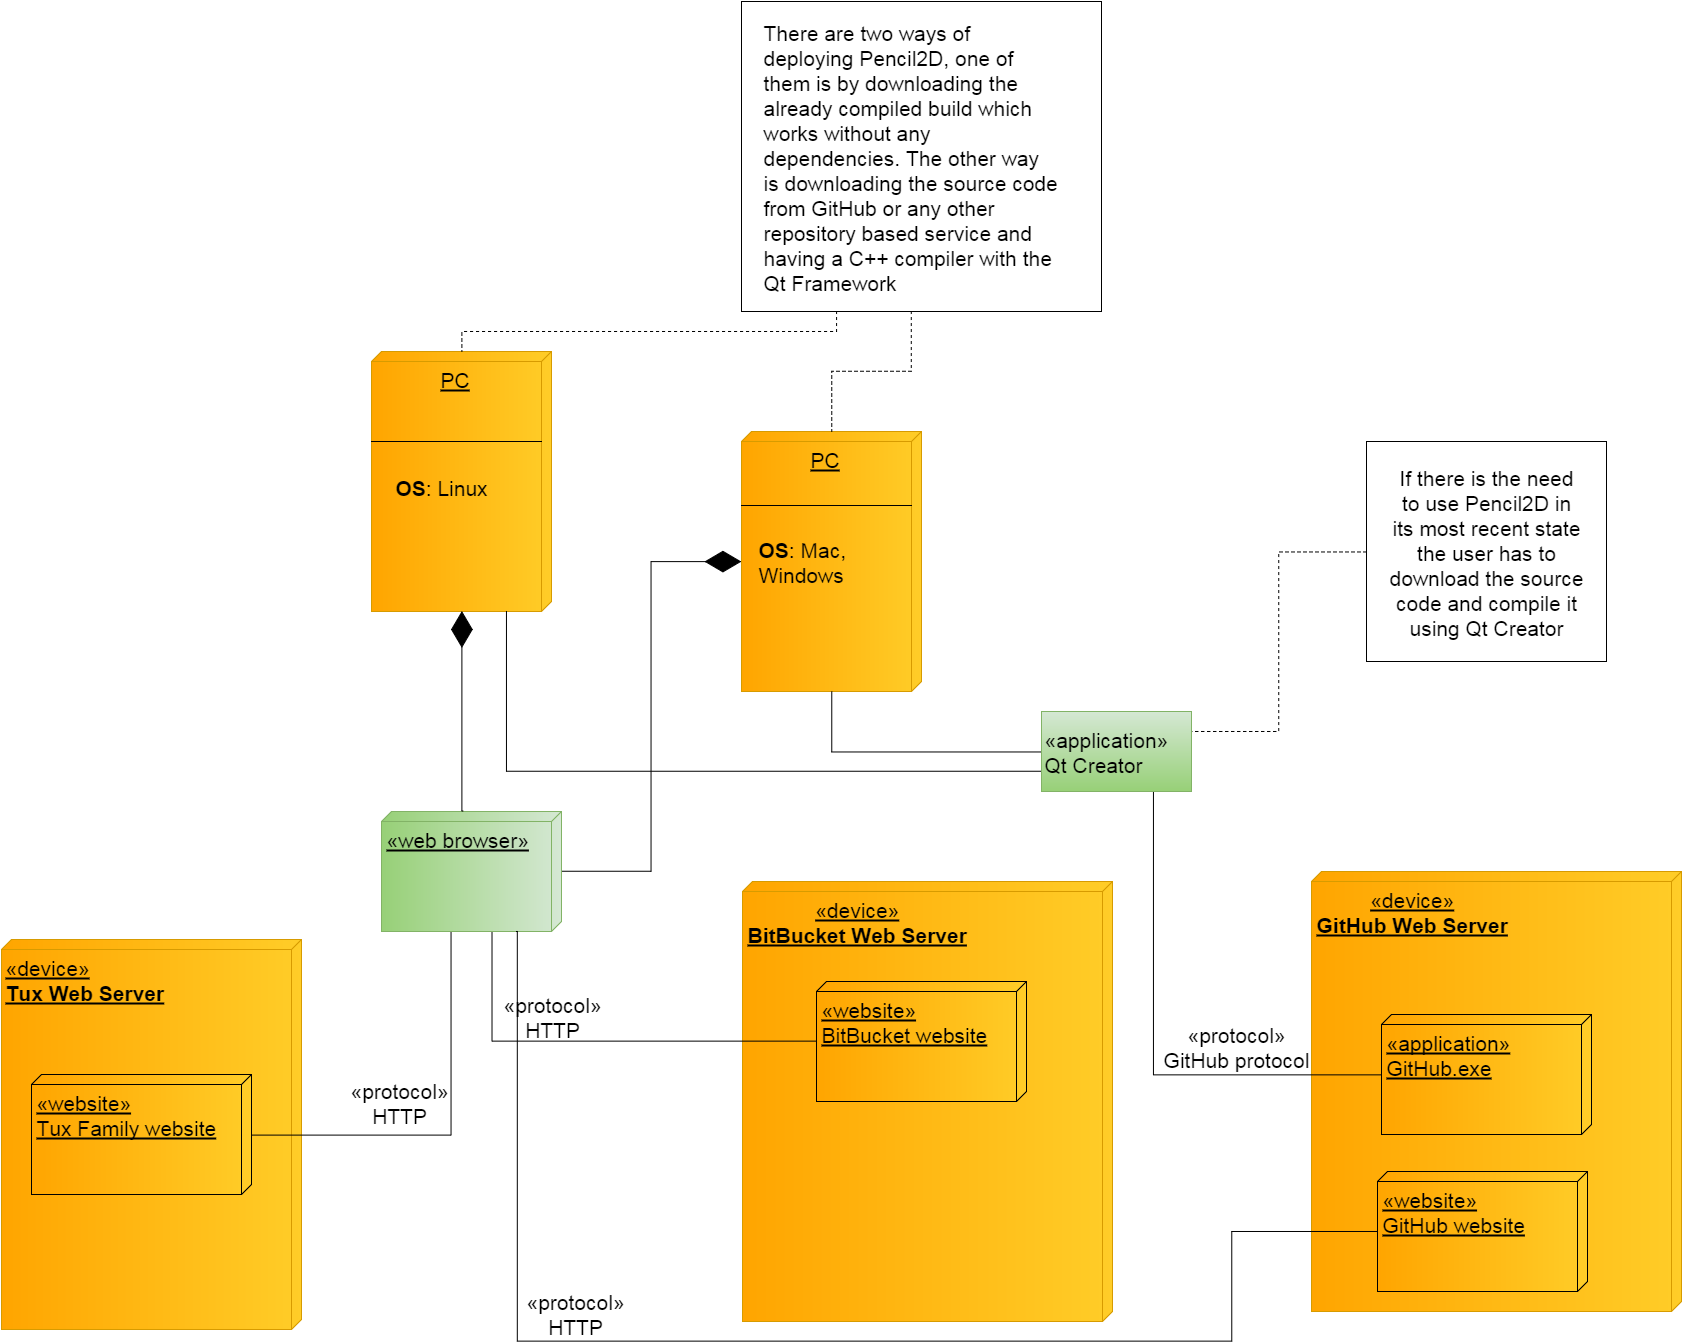 There are two ways of
deploying Pencil2D, one of
them is by downloading the
already compiled build which
works without any
dependencies. The other way
is downloading the source code
from GitHub or any other
repository based service and
having a C++ compiler with the
Qt Framework
PC
OS: Linux
PC
OS: Mac,
Windows
If there is the need
to use Pencil2D in
its most recent state
the user has to
download the source
code and compile it
using Qt Creator
«application»
Qt Creator
«web browser»
«device»
Tux Web Server
«website»
Tux Family website
«protocol»
HTTP
«protocol»
HTTP
«device»
BitBucket Web Server
«website»
BitBucket website
«protocol»
GitHub protocol
«device»
GitHub Web Server
«application»
GitHub.exe
«website»
GitHub website
«protocol»
HTTP